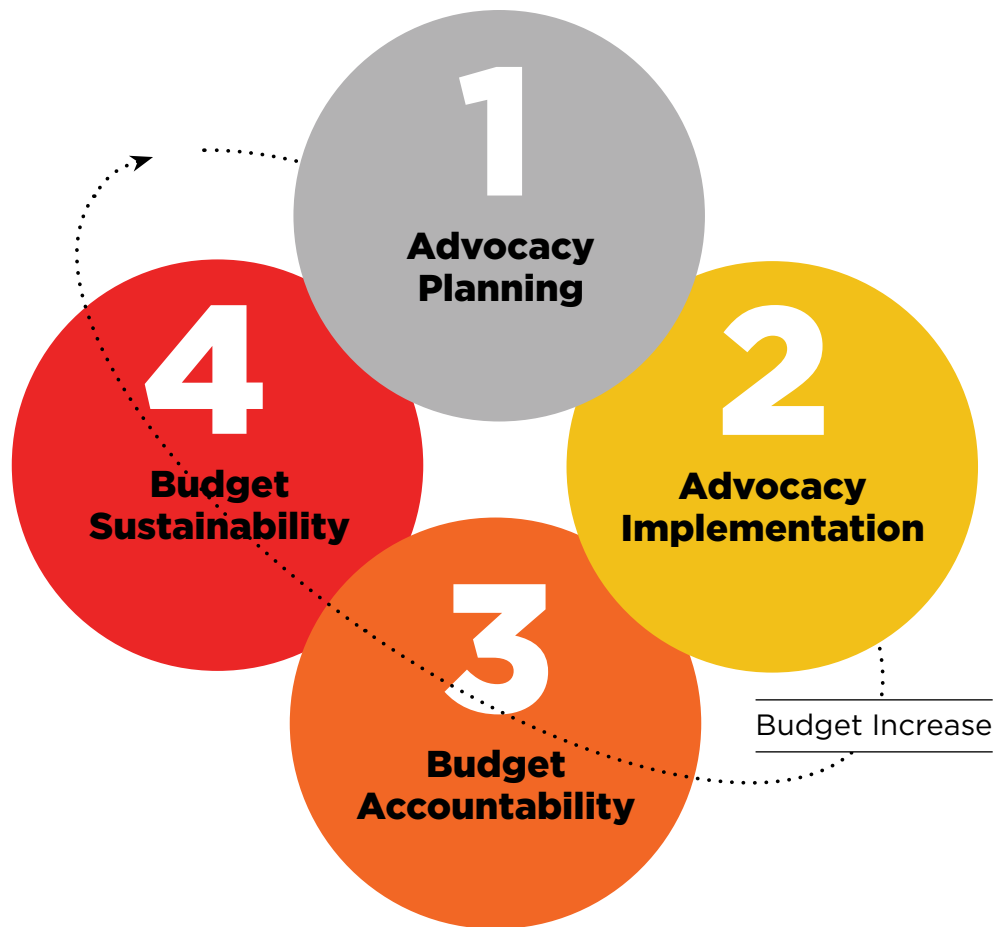 1
Advocacy
Planning
2
Advocacy
Implementation
Budget Increase
3
Budget
Accountability
4
Budget
Sustainability